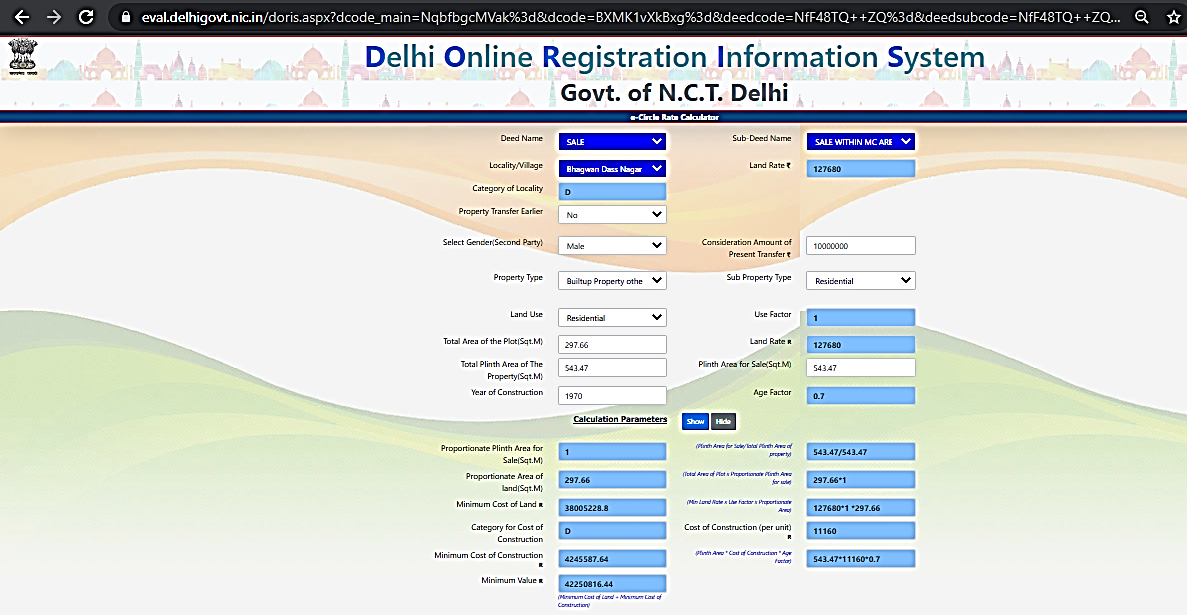 eval.delhigovt.nic.in/doris.aspx?dcode_main=NqbfbgcMVak%3d&dcode=BXMK1vXkBxg%3d&deedcode=NfF48TQ++ZQ%3d&deedsubcode=NfF48TQ++ZQ...
Delhi Online Registration Information System
Govt. of N.C.T. Delhi
e-Circle Rate Calculator
Deed Name SALE Sub-Deed Name SALE WITHIN MC ARE
Locality/Village Bhagwan Dass Nagar Land Rate ₹ 127680
Category of Locality D
Property Transfer Earlier No
Select Gender(Second Party) Male Consideration Amount of
Present Transfer ₹ 10000000
Property Type Builtup Property othe Sub Property Type Residential
Land Use Residential Use Factor 1
Total Area of the Plot(Sqt.M) 297.66 Land Rate ₹ 127680
Total Plinth Area of The
Property(Sqt.M) 543.47 Plinth Area for Sale(Sqt.M) 543.47
Year of Construction 1970 Age Factor 0.7
Calculation Parameters Show Hide
Proportionate Plinth Area for
Sale(Sqt.M) 1 (Plinth Area for Sale/Total Plinth Area of
property) 543.47/543.47
Proportionate Area of
land(Sqt.M) 297.66 (Total Area of Plot x Proportionate Plinth Area
for sale) 297.66*1
Minimum Cost of Land ₹ 38005228.8 (Min Land Rate x Use Factor x Proportionate
Area) 127680*1 *297.66
Category for Cost of
Construction D Cost of Construction (per unit)
₹ 11160
Minimum Cost of Construction
₹ 4245587.64 (Plinth Area * Cost of Construction * Age
Factor) 543.47*11160*0.7
Minimum Value ₹ 42250816.44
(Minimum Cost of Land + Minimum Cost of
Construction)